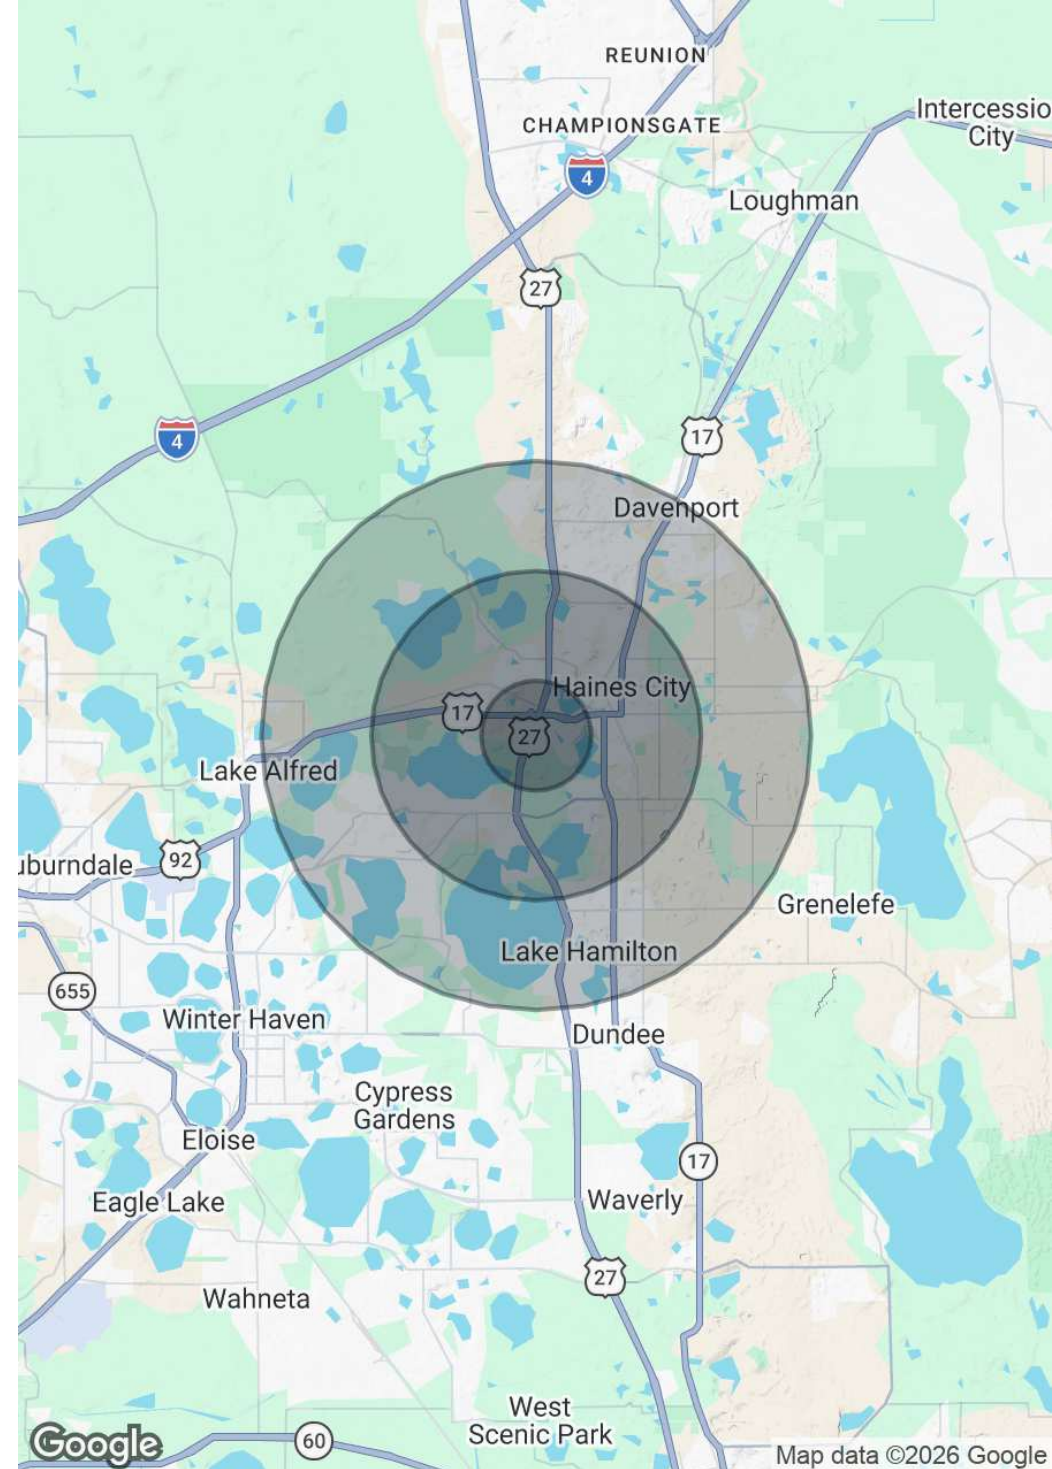 REUNION
Intercessio
City
CHAMPIONSGATE
4
Loughman
27
17
4
Davenport
Haines City
17
27
Lake Alfred
uburndale
92
Grenelefe
Lake Hamilton
655
Winter Haven
Dundee
Cypress
Gardens
Eloise
17
Eagle Lake
Waverly
27
Wahneta
West
Scenic Park
60
Google
Map data ©2026 Google